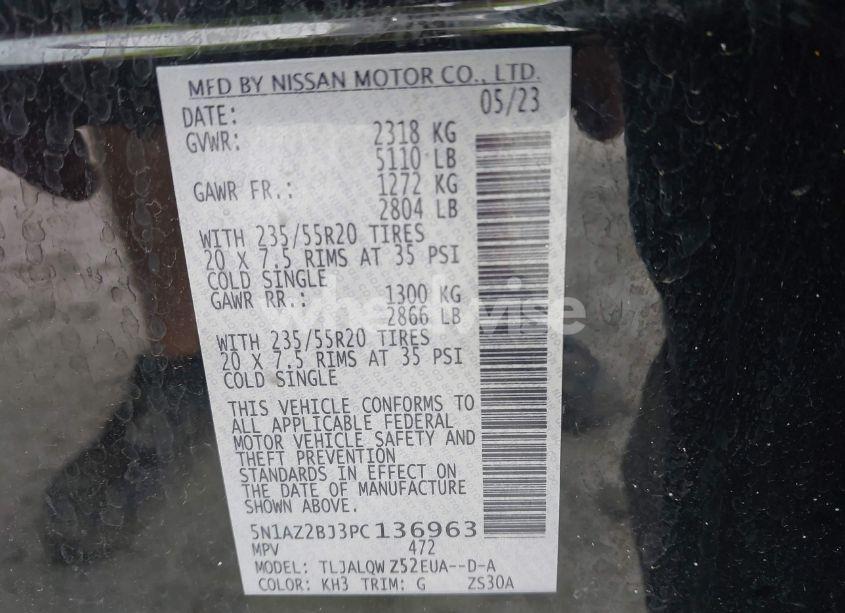 MFD BY NISSAN MOTOR CO., LTD.
DATE: 05/23
GVWR: 2318 KG
5110 LB
GAWR FR.: 1272 KG
2804 LB
WITH 235/55R20 TIRES
20 X 7.5 RIMS AT 35 PSI
COLD SINGLE
GAWR RR.: 1300 KG
2866 LB
WITH 235/55R20 TIRES
20 X 7.5 RIMS AT 35 PSI
COLD SINGLE
THIS VEHICLE CONFORMS TO
ALL APPLICABLE FEDERAL
MOTOR VEHICLE SAFETY AND
THEFT PREVENTION
STANDARDS IN EFFECT ON
THE DATE OF MANUFACTURE
SHOWN ABOVE.
5N1AZ2BJ3PC136963
MPV 472
MODEL: TLJALQW Z52EUA--D-A
COLOR: KH3 TRIM: G ZS30A